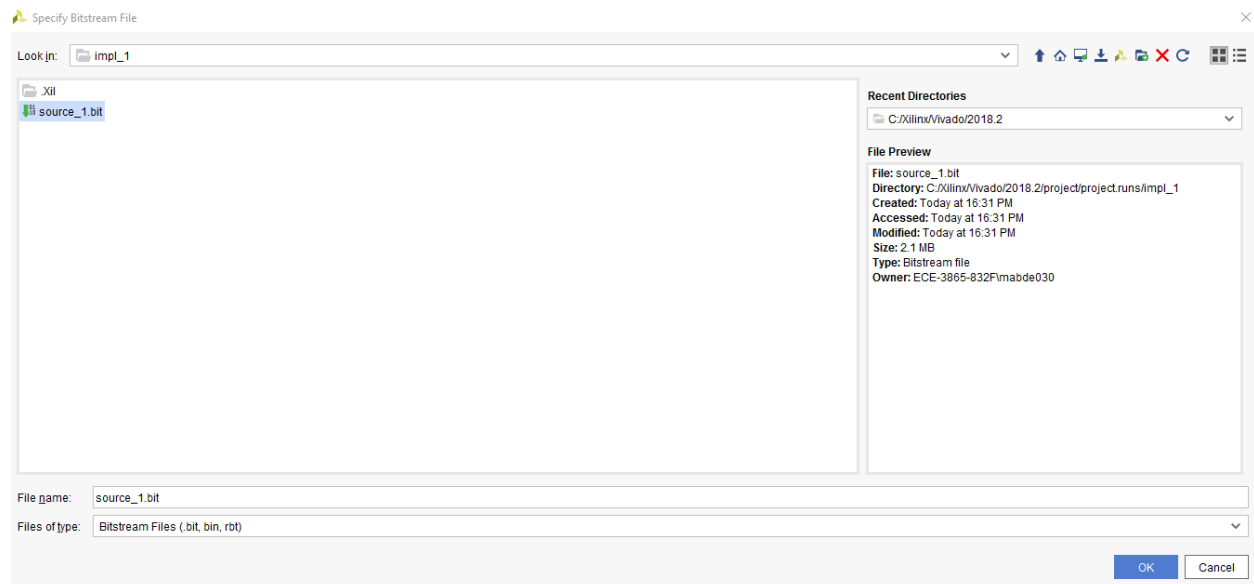 Specify Bitstream File
Look in: impl_1
.Xil
source_1.bit
Recent Directories
C:/Xilinx/Vivado/2018.2
File Preview
File: source_1.bit
Directory: C:/Xilinx/Vivado/2018.2/project/project.runs/impl_1
Created: Today at 16:31 PM
Accessed: Today at 16:31 PM
Modified: Today at 16:31 PM
Size: 2.1 MB
Type: Bitstream file
Owner: ECE-3865-832F\mabde030
File name: source_1.bit
Files of type: Bitstream Files (.bit, bin, rbt)
OK Cancel